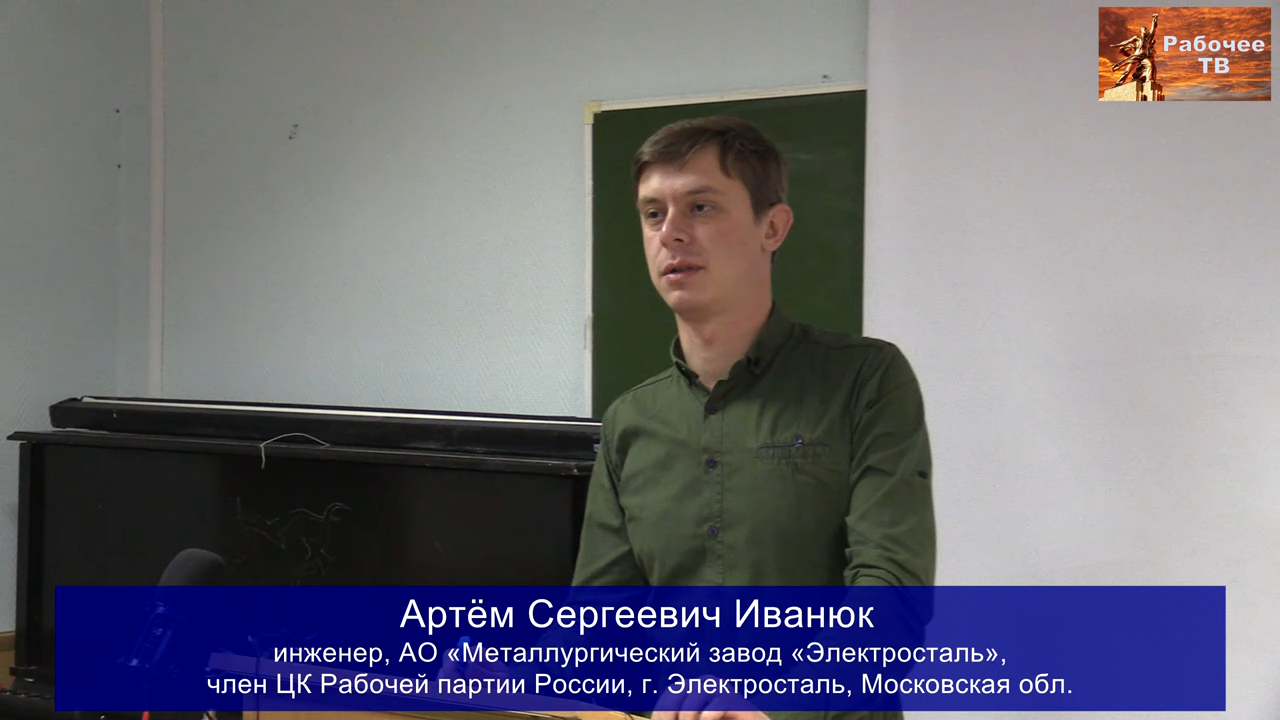 Рабочее
ТВ
Артём Сергеевич Иванюк
инженер, АО «Металлургический завод «Электросталь»,
член ЦК Рабочей партии России, г. Электросталь, Московская обл.